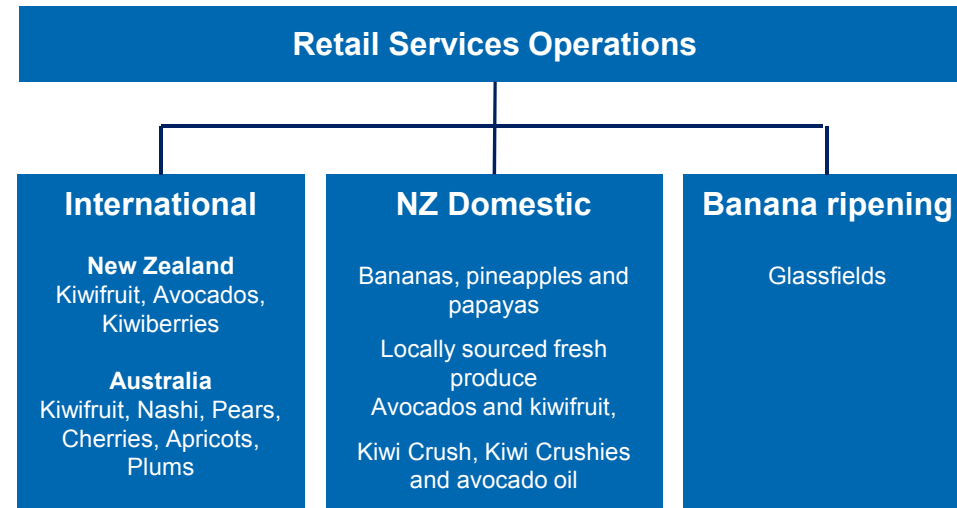 Retail Services Operations
International
New Zealand
Kiwifruit, Avocados,
Kiwiberries
Australia
Kiwifruit, Nashi, Pears,
Cherries, Apricots,
Plums
NZ Domestic
Bananas, pineapples and
papayas
Locally sourced fresh
produce
Avocados and kiwifruit,
Kiwi Crush, Kiwi Crushies
and avocado oil
Banana ripening
Glassfields